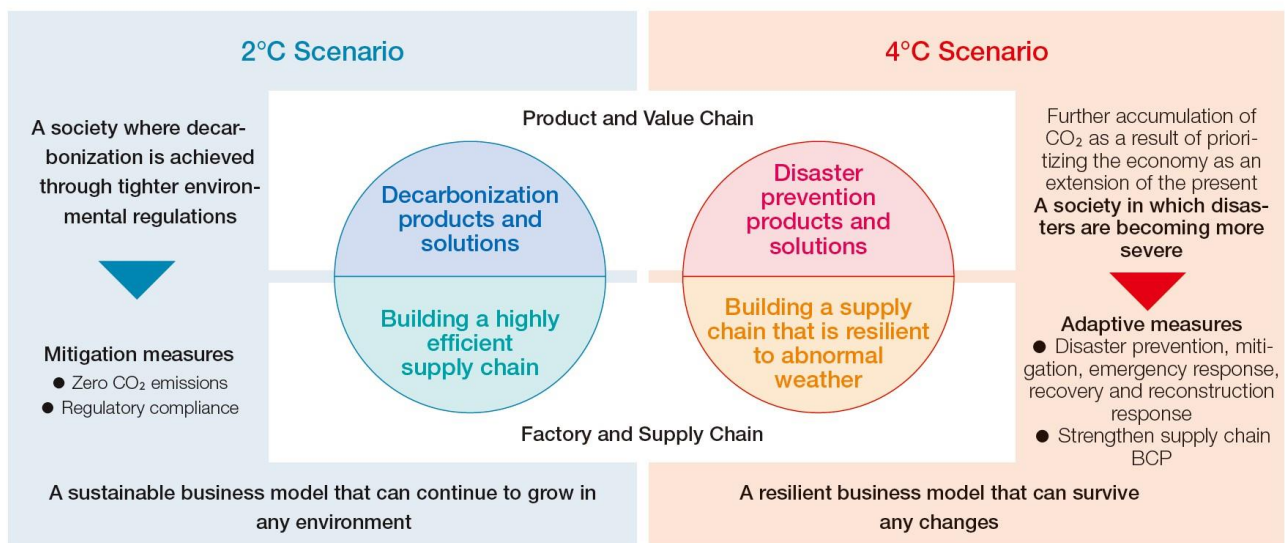 2°C Scenario
A society where decar-
bonization is achieved
through tighter environ-
mental regulations
Mitigation measures
● Zero CO₂ emissions
● Regulatory compliance
Product and Value Chain
Decarbonization
products and
solutions
Building a highly
efficient
supply chain
Disaster
prevention
products and
solutions
Building a supply
chain that is resilient
to abnormal
weather
Factory and Supply Chain
A sustainable business model that can continue to grow in
any environment
4°C Scenario
Further accumulation of
CO₂ as a result of priori-
tizing the economy as an
extension of the present
A society in which disas-
ters are becoming more
severe
Adaptive measures
● Disaster prevention, miti-
gation, emergency response,
recovery and reconstruction
response
● Strengthen supply chain
BCP
A resilient business model that can survive
any changes